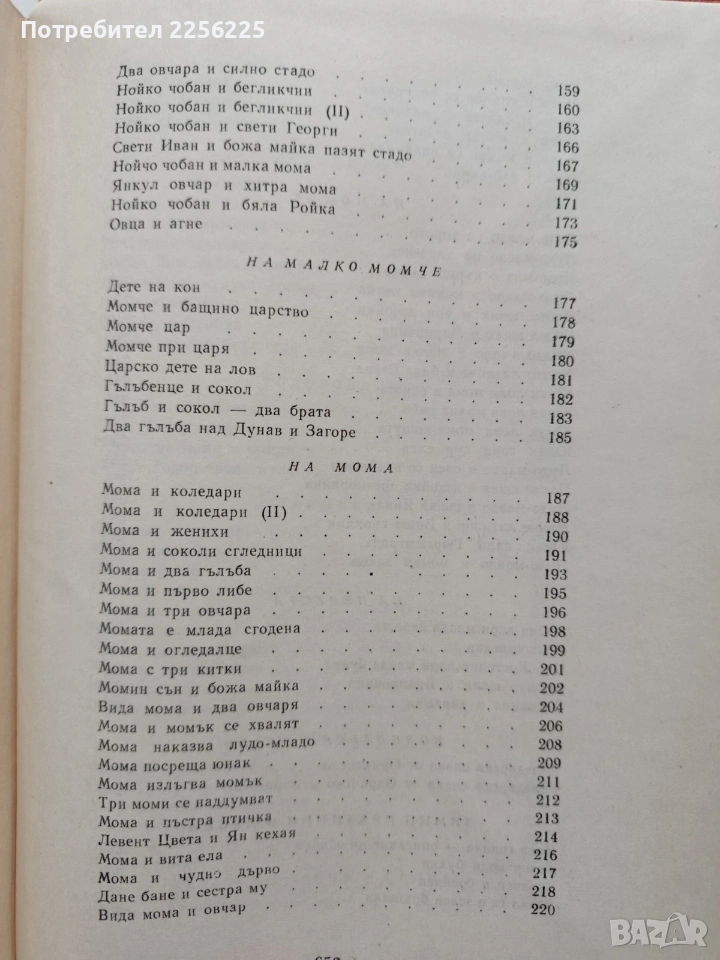 Потребител 2256225
Два овчара и силно стадо . . . . . . . 159
Нойко чобан и бегликчии . . . . . . . 160
Нойко чобан и бегликчии (II) . . . . . . . 163
Нойко чобан и свети Георги . . . . . . . 166
Свети Иван и божа майка пазят стадо . . . . . . . 167
Нойчо чобан и малка мома . . . . . . . 169
Янкул овчар и хитра мома . . . . . . . 171
Нойко чобан и бяла Ройка . . . . . . . 173
Овца и агне . . . . . . . 175
НА МАЛКО МОМЧЕ
Дете на кон . . . . . . . 177
Момче и бащино царство . . . . . . . 178
Момче цар . . . . . . . 179
Момче при царя . . . . . . . 180
Царско дете на лов . . . . . . . 181
Гълъбенце и сокол . . . . . . . 182
Гълъб и сокол — два брата . . . . . . . 183
Два гълъба над Дунав и Загоре . . . . . . . 185
НА МОМА
Мома и коледари . . . . . . . 187
Мома и коледари (II) . . . . . . . 188
Мома и женихи . . . . . . . 190
Мома и соколи сгледници . . . . . . . 191
Мома и два гълъба . . . . . . . 193
Мома и първо либе . . . . . . . 195
Мома и три овчара . . . . . . . 196
Момата е млада сгодена . . . . . . . 198
Мома и огледалце . . . . . . . 199
Мома с три китки . . . . . . . 201
Момин сън и божа майка . . . . . . . 202
Вида мома и два овчаря . . . . . . . 204
Мома и момък се хвалят . . . . . . . 206
Мома наказва лудо-младо . . . . . . . 208
Мома посреща юнак . . . . . . . 209
Мома излъгва момък . . . . . . . 211
Три моми се наддумват . . . . . . . 212
Мома и пъстра птичка . . . . . . . 213
Левент Цвета и Ян кехая . . . . . . . 214
Мома и вита ела . . . . . . . 216
Мома и чудно дърво . . . . . . . 217
Дане бане и сестра му . . . . . . . 218
Вида мома и овчар . . . . . . . 220
BAZAR